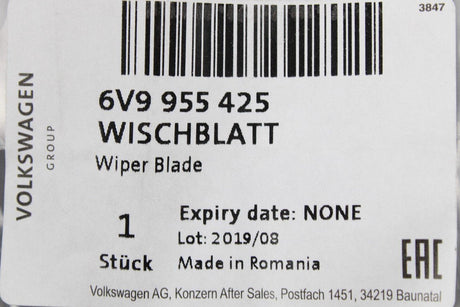 3847
VOLKSWAGEN
GROUP
6V9 955 425
WISCHBLATT
Wiper Blade
1
Stück
Expiry date: NONE
Lot: 2019/08
Made in Romania
EAC
Volkswagen AG, Konzern After Sales, Postfach 1451, 34219 Baunatal